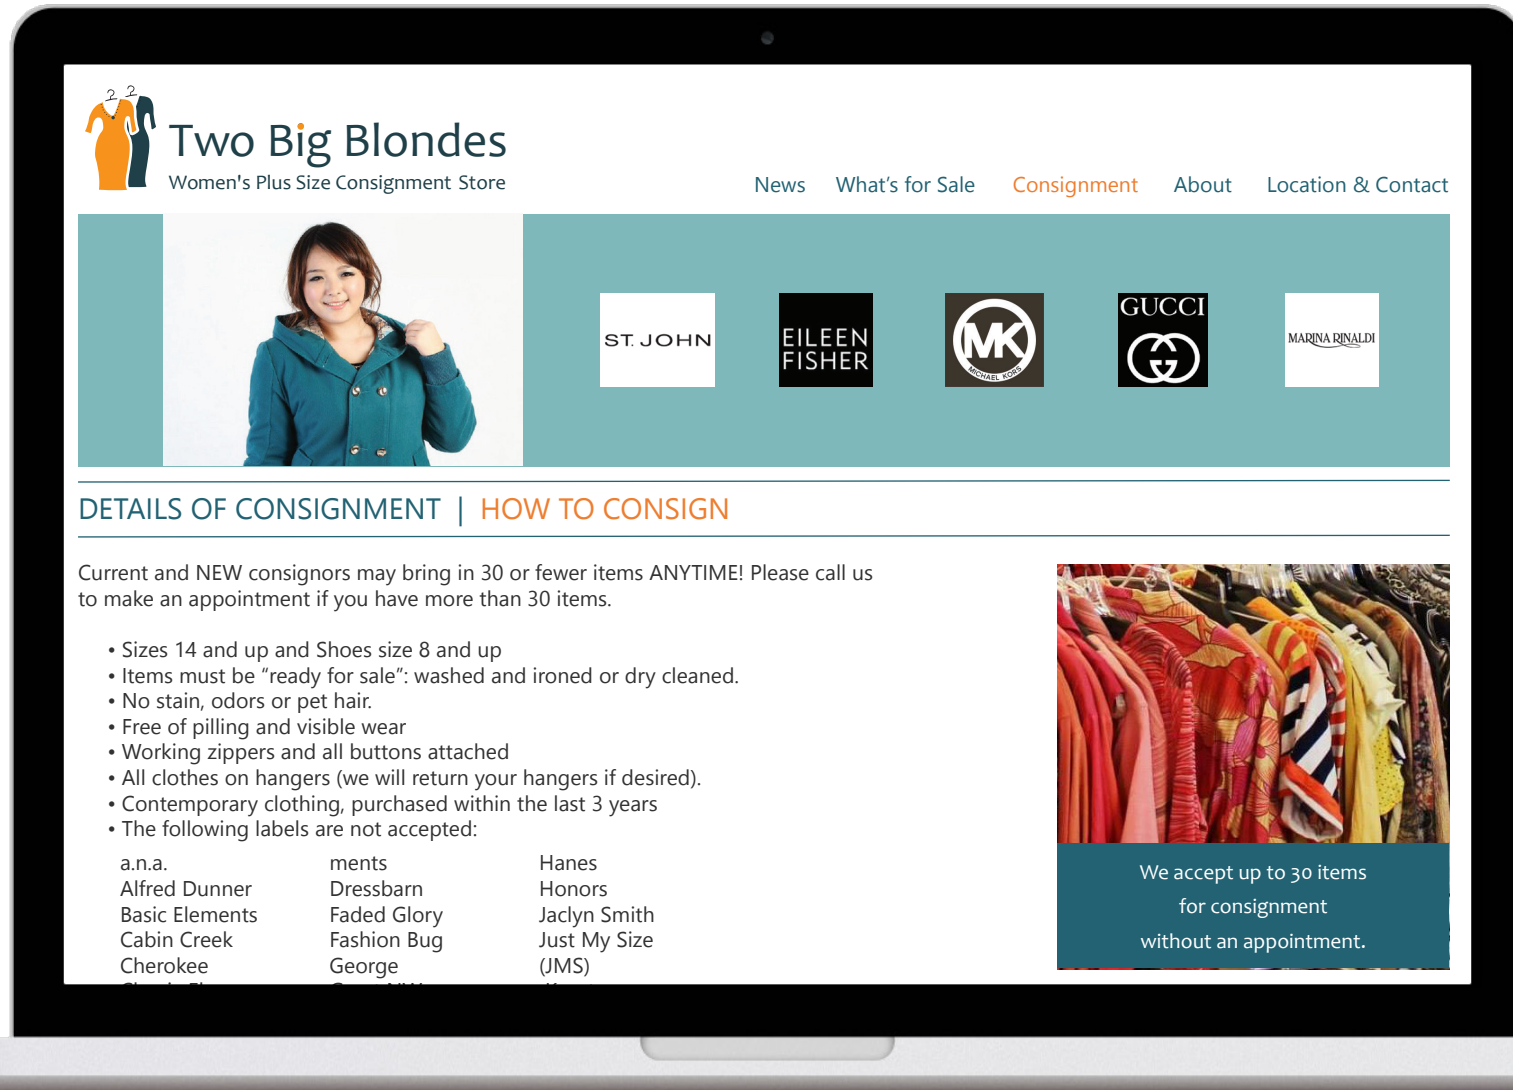 Two Big Blondes
Women's Plus Size Consignment Store
News What's for Sale Consignment About Location & Contact
ST. JOHN
EILEEN
FISHER
MK
MICHAEL KORS
GUCCI
MARINA RINALDI
DETAILS OF CONSIGNMENT | HOW TO CONSIGN
Current and NEW consignors may bring in 30 or fewer items ANYTIME! Please call us
to make an appointment if you have more than 30 items.
• Sizes 14 and up and Shoes size 8 and up
• Items must be “ready for sale”: washed and ironed or dry cleaned.
• No stain, odors or pet hair.
• Free of pilling and visible wear
• Working zippers and all buttons attached
• All clothes on hangers (we will return your hangers if desired).
• Contemporary clothing, purchased within the last 3 years
• The following labels are not accepted:
a.n.a.
Alfred Dunner
Basic Elements
Cabin Creek
Cherokee
ments
Dressbarn
Faded Glory
Fashion Bug
George
Hanes
Honors
Jaclyn Smith
Just My Size
(JMS)
We accept up to 30 items
for consignment
without an appointment.